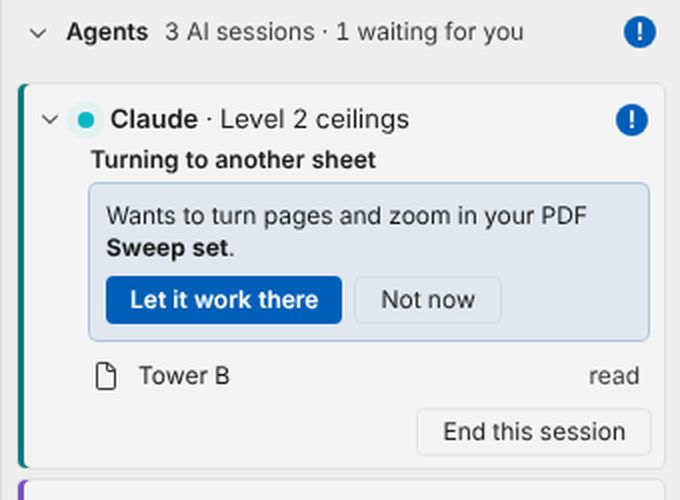 Agents 3 AI sessions · 1 waiting for you !
Claude · Level 2 ceilings !
Turning to another sheet
Wants to turn pages and zoom in your PDF
Sweep set.
Let it work there Not now
Tower B read
End this session